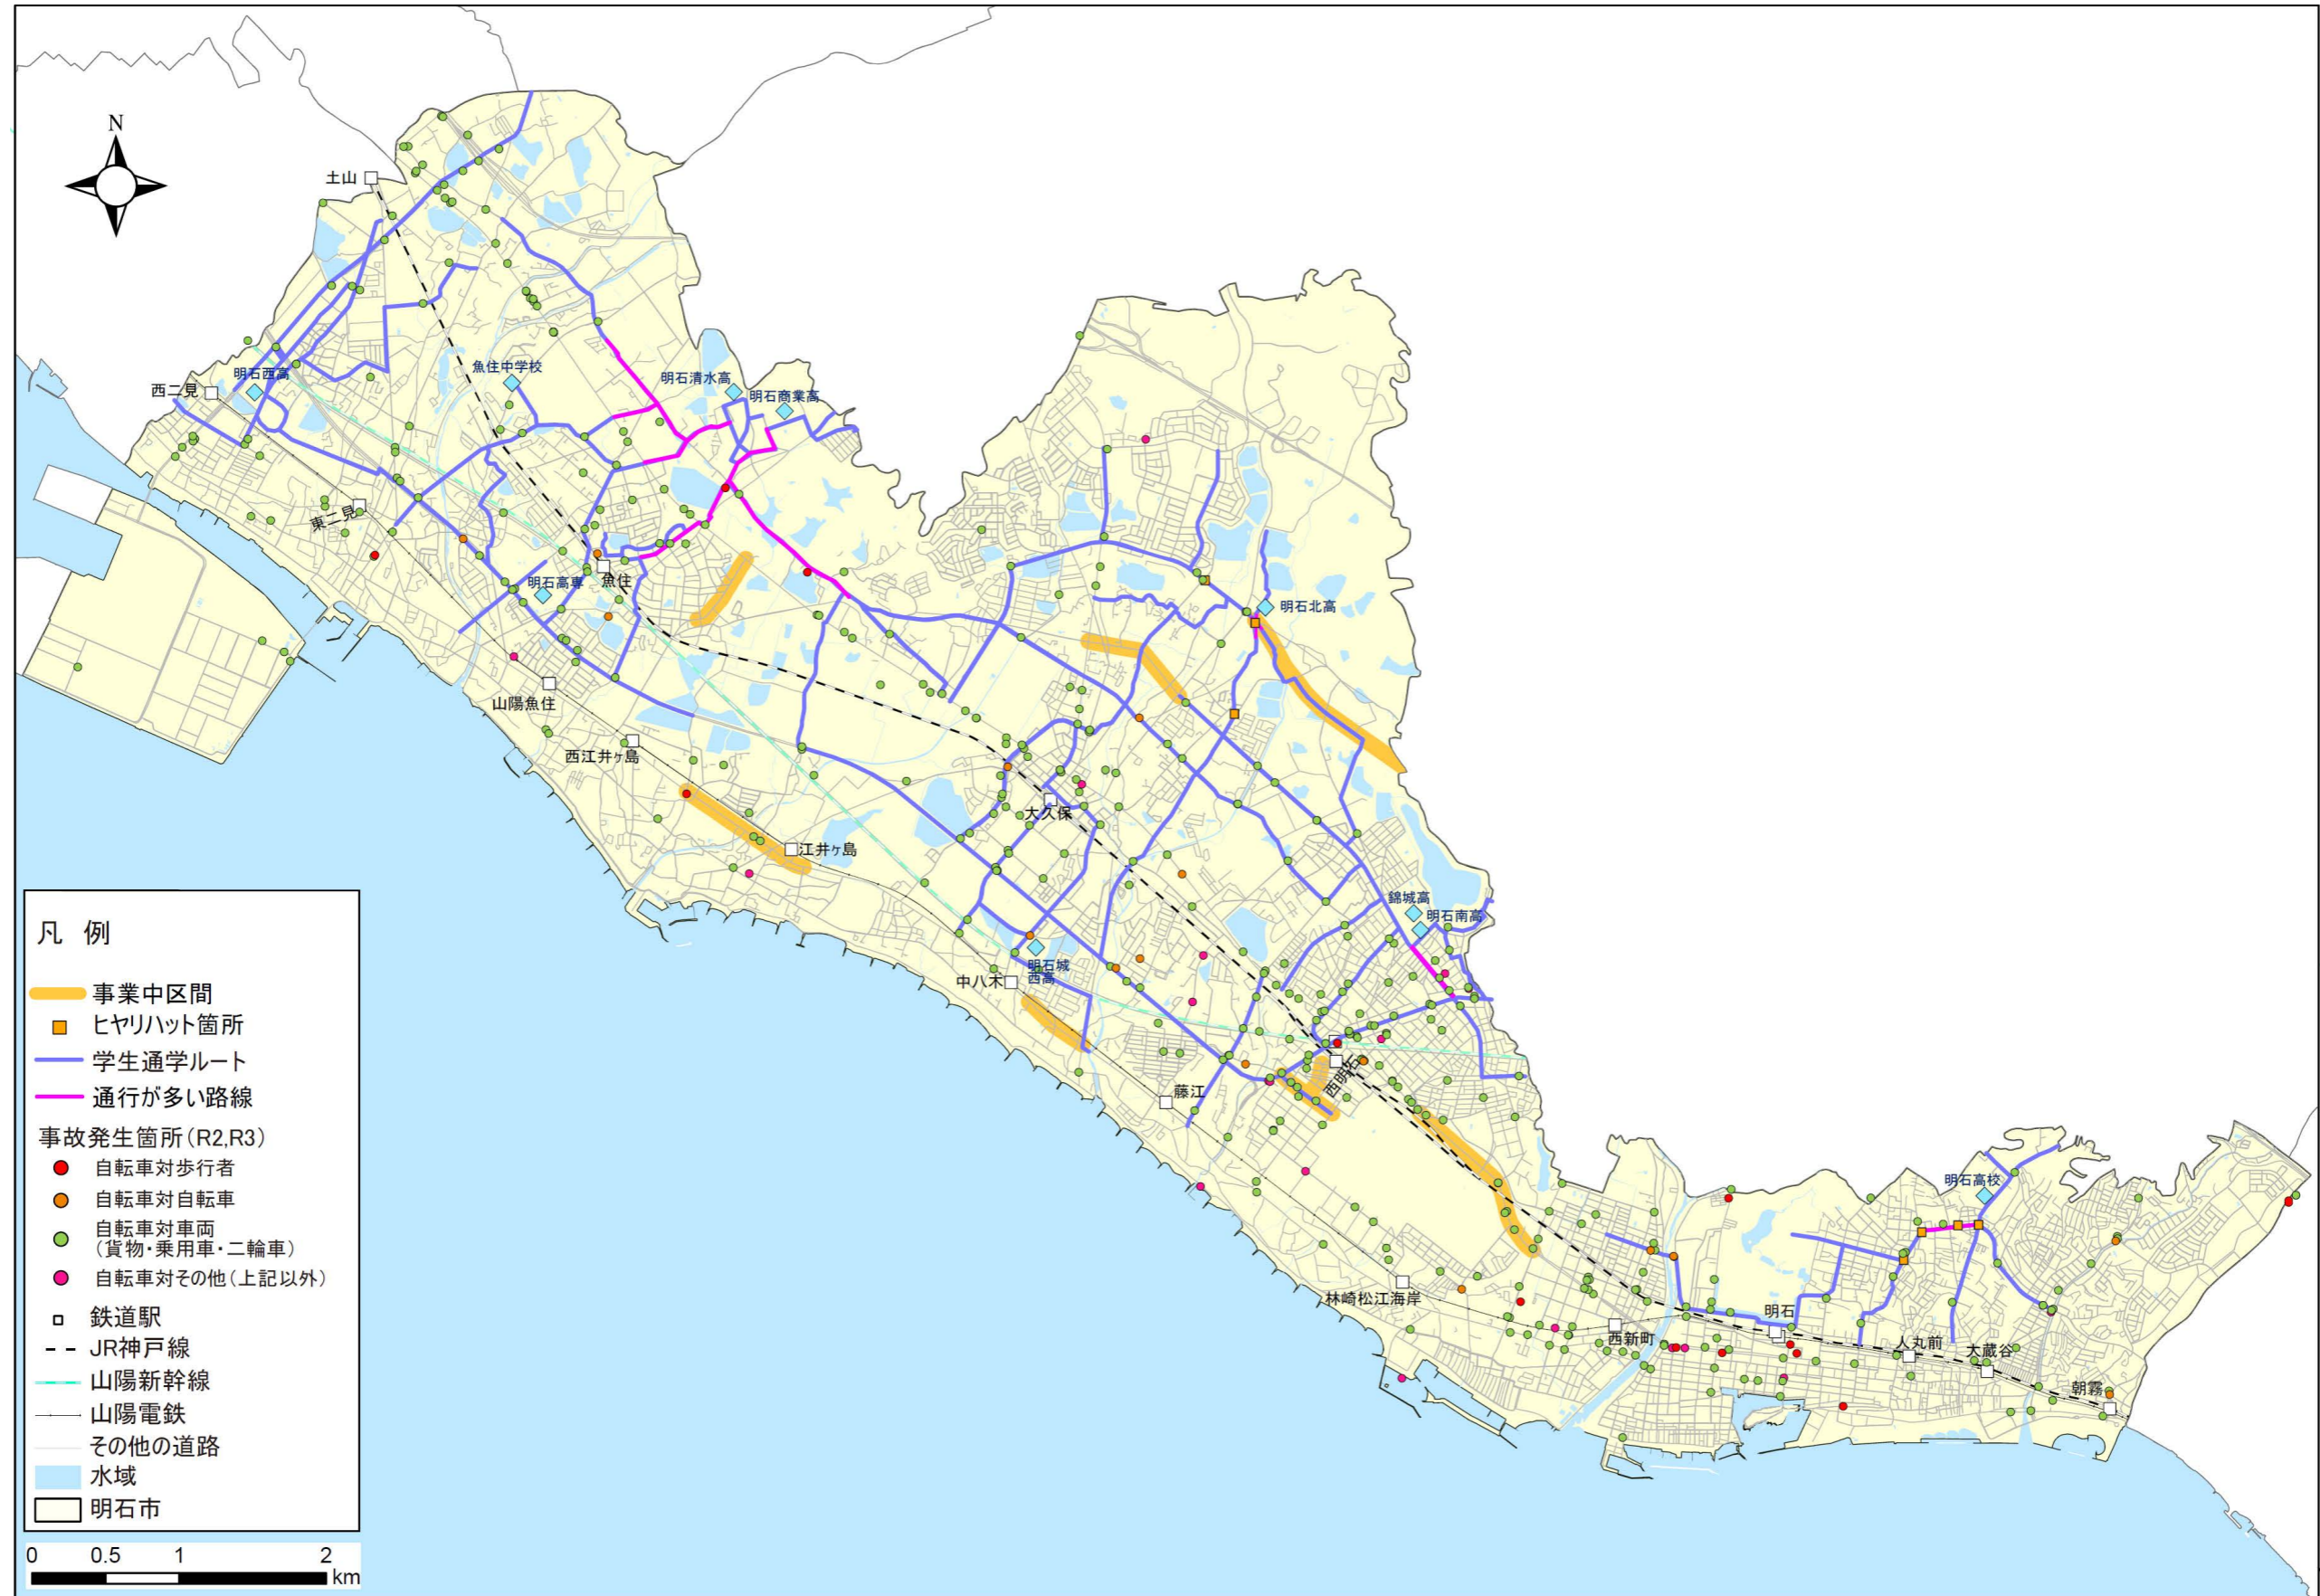 N
土山
西二見
明石西高
魚住中学校
明石清水高
明石商業高
東二見
明石高専
魚住
明石北高
山陽魚住
西江井ヶ島
大久保
江井ヶ島
錦城高
明石南高
明石城
西高
中八木
西明石
藤江
明石高校
林崎松江海岸
西新町
明石
人丸前
大蔵谷
朝霧
凡 例
事業中区間
ヒヤリハット箇所
学生通学ルート
通行が多い路線
事故発生箇所(R2,R3)
自転車対歩行者
自転車対自転車
自転車対車両
(貨物・乗用車・二輪車)
自転車対その他(上記以外)
鉄道駅
JR神戸線
山陽新幹線
山陽電鉄
その他の道路
水域
明石市
0 0.5 1 2
km